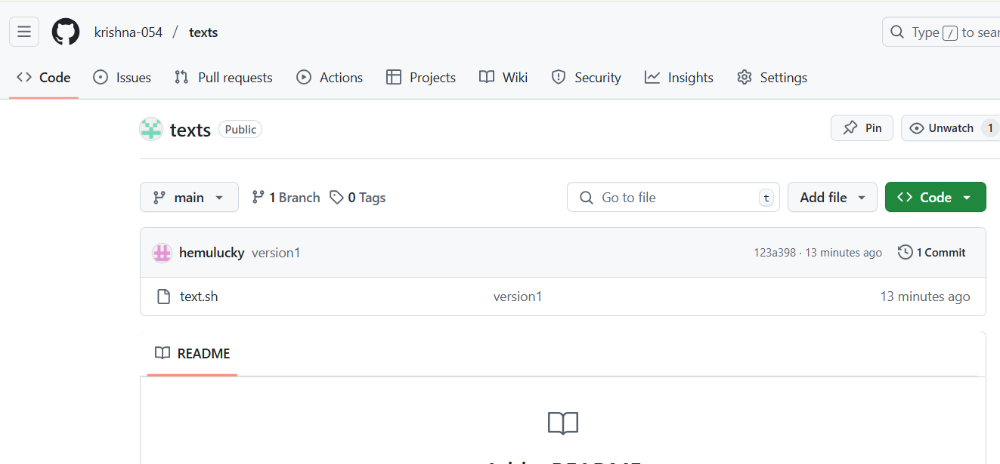 krishna-054 / texts
Type / to sear
Code Issues Pull requests Actions Projects Wiki Security Insights Settings
texts Public
Pin Unwatch 1
main 1 Branch 0 Tags
Go to file t Add file Code
hemulucky version1 123a398 · 13 minutes ago 1 Commit
text.sh version1 13 minutes ago
README